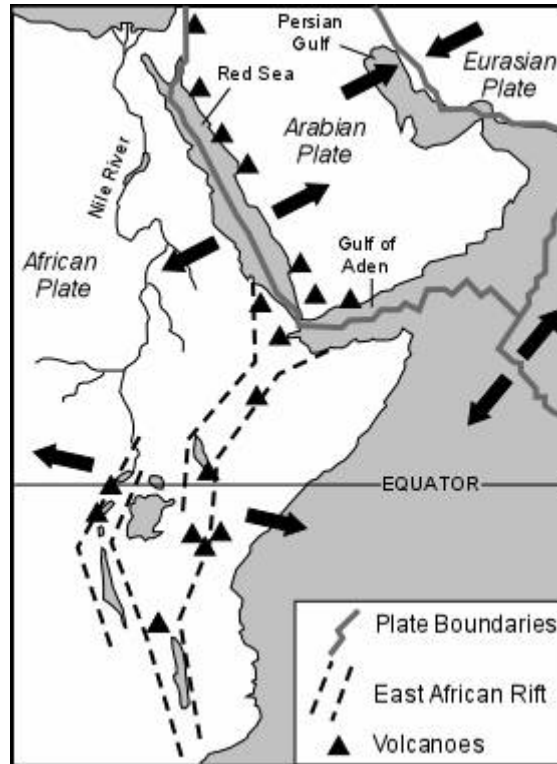 Persian
Gulf
Eurasian
Plate
Red Sea
Arabian
Plate
Nile River
African
Plate
Gulf of
Aden
EQUATOR
Plate Boundaries
East African Rift
Volcanoes